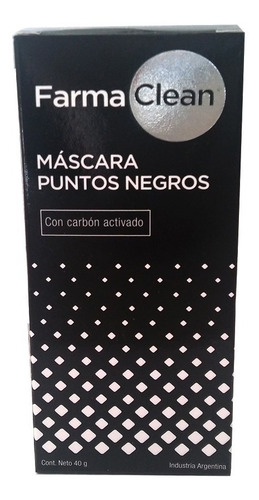 Farma Clean
MÁSCARA
PUNTOS NEGROS
Con carbón activado
Cont. Neto 40 g
Industria Argentina